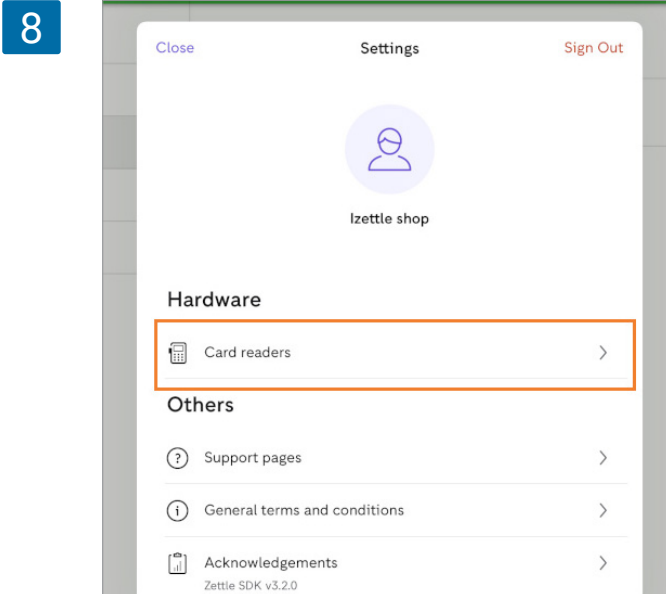 8
Close Settings Sign Out
Izettle shop
Hardware
Card readers
Others
Support pages
General terms and conditions
Acknowledgements
Zettle SDK v3.2.0